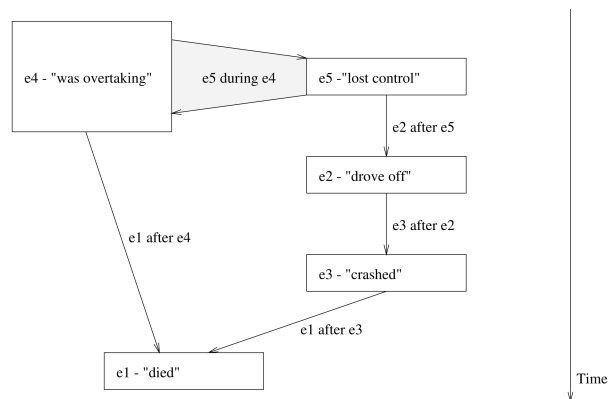 e4 - "was overtaking"
e5 during e4
e5 -"lost control"
e2 after e5
e2 - "drove off"
e3 after e2
e1 after e4
e3 - "crashed"
e1 after e3
e1 - "died"
Time